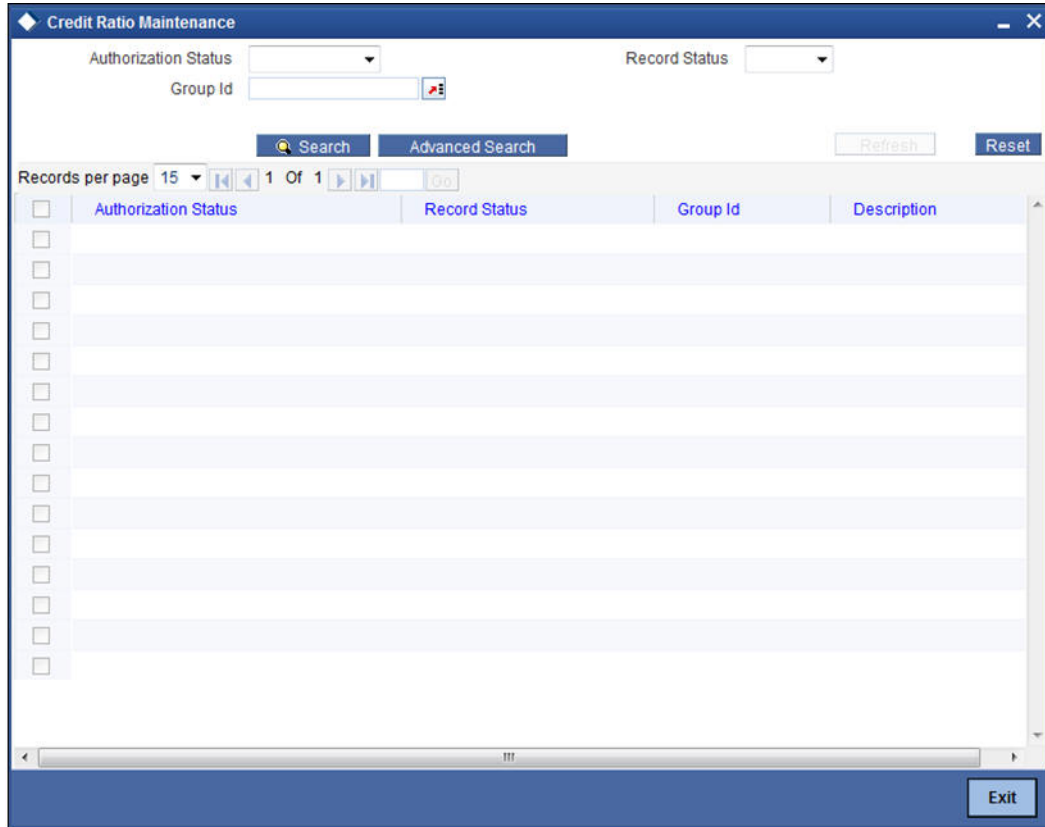 Credit Ratio Maintenance
Authorization Status
Record Status
Group Id
Search
Advanced Search
Refresh
Reset
Records per page 15 1 Of 1 Go
Authorization Status Record Status Group Id Description
Exit